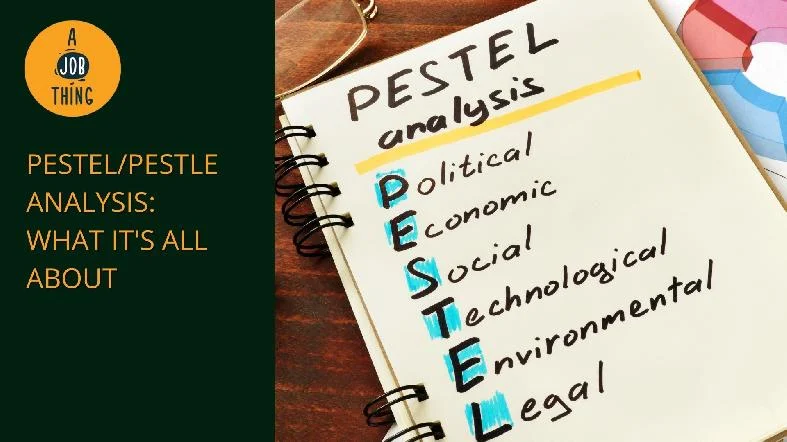 A
JOB
THING
PESTEL/PESTLE
ANALYSIS:
WHAT IT'S ALL
ABOUT
PESTEL
analysis
Political
Economic
Social
Technological
Environmental
Legal